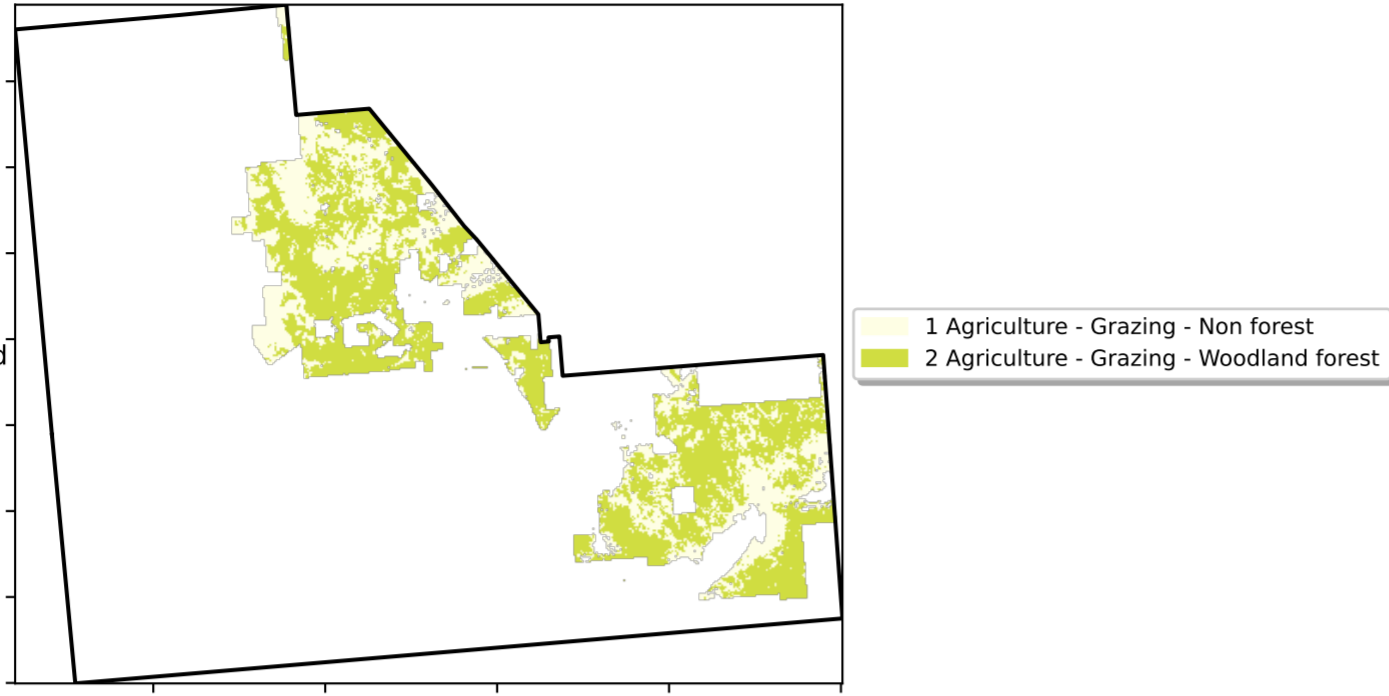 1 Agriculture - Grazing - Non forest
2 Agriculture - Grazing - Woodland forest